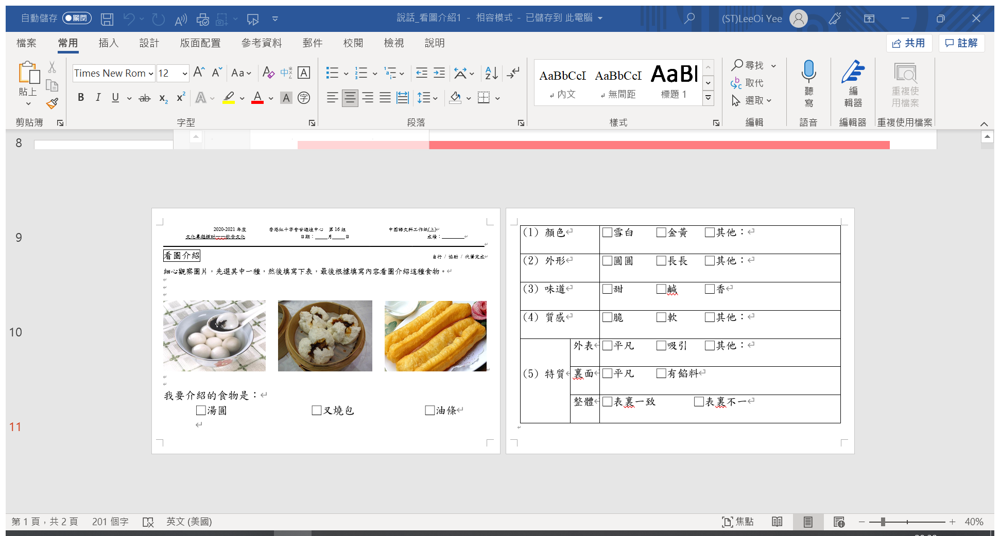 自動儲存 關閉 說話_看圖介紹1 - 相容模式 - 已儲存到 此電腦 (ST)LeeOi Yee
檔案 常用 插入 設計 版面配置 參考資料 郵件 校閱 檢視 說明 共用 註解
貼上 Times New Rom 12 Aa
AaBbCcI AaBbCcI AaBl
內文 無間距 標題 1
尋找
取代
選取
聽寫
編輯器
重複使用檔案
剪貼簿 字型 段落 樣式 編輯 語音 編輯器 重複使用檔案
8
9
10
11
2020-2021 年度 香港紅十字會甘迺迪中心 第 16 組 中國語文科工作紙(上)
文化專題探討——飲食文化 日期：_____月_____日 成績：_________
看圖介紹 自行 / 協助 / 代筆完成
細心觀察圖片，先選其中一種，然後填寫下表，最後根據填寫內容看圖介紹這種食物。
我要介紹的食物是：
□湯圓 □叉燒包 □油條
(1) 顏色 □雪白 □金黃 □其他：
(2) 外形 □圓圓 □長長 □其他：
(3) 味道 □甜 □鹹 □香
(4) 質感 □脆 □軟 □其他：
(5) 特質 外表 □平凡 □吸引 □其他：
裏面 □平凡 □有餡料
整體 □表裏一致 □表裏不一
第 1 頁，共 2 頁 201 個字 英文 (美國) 焦點 40%